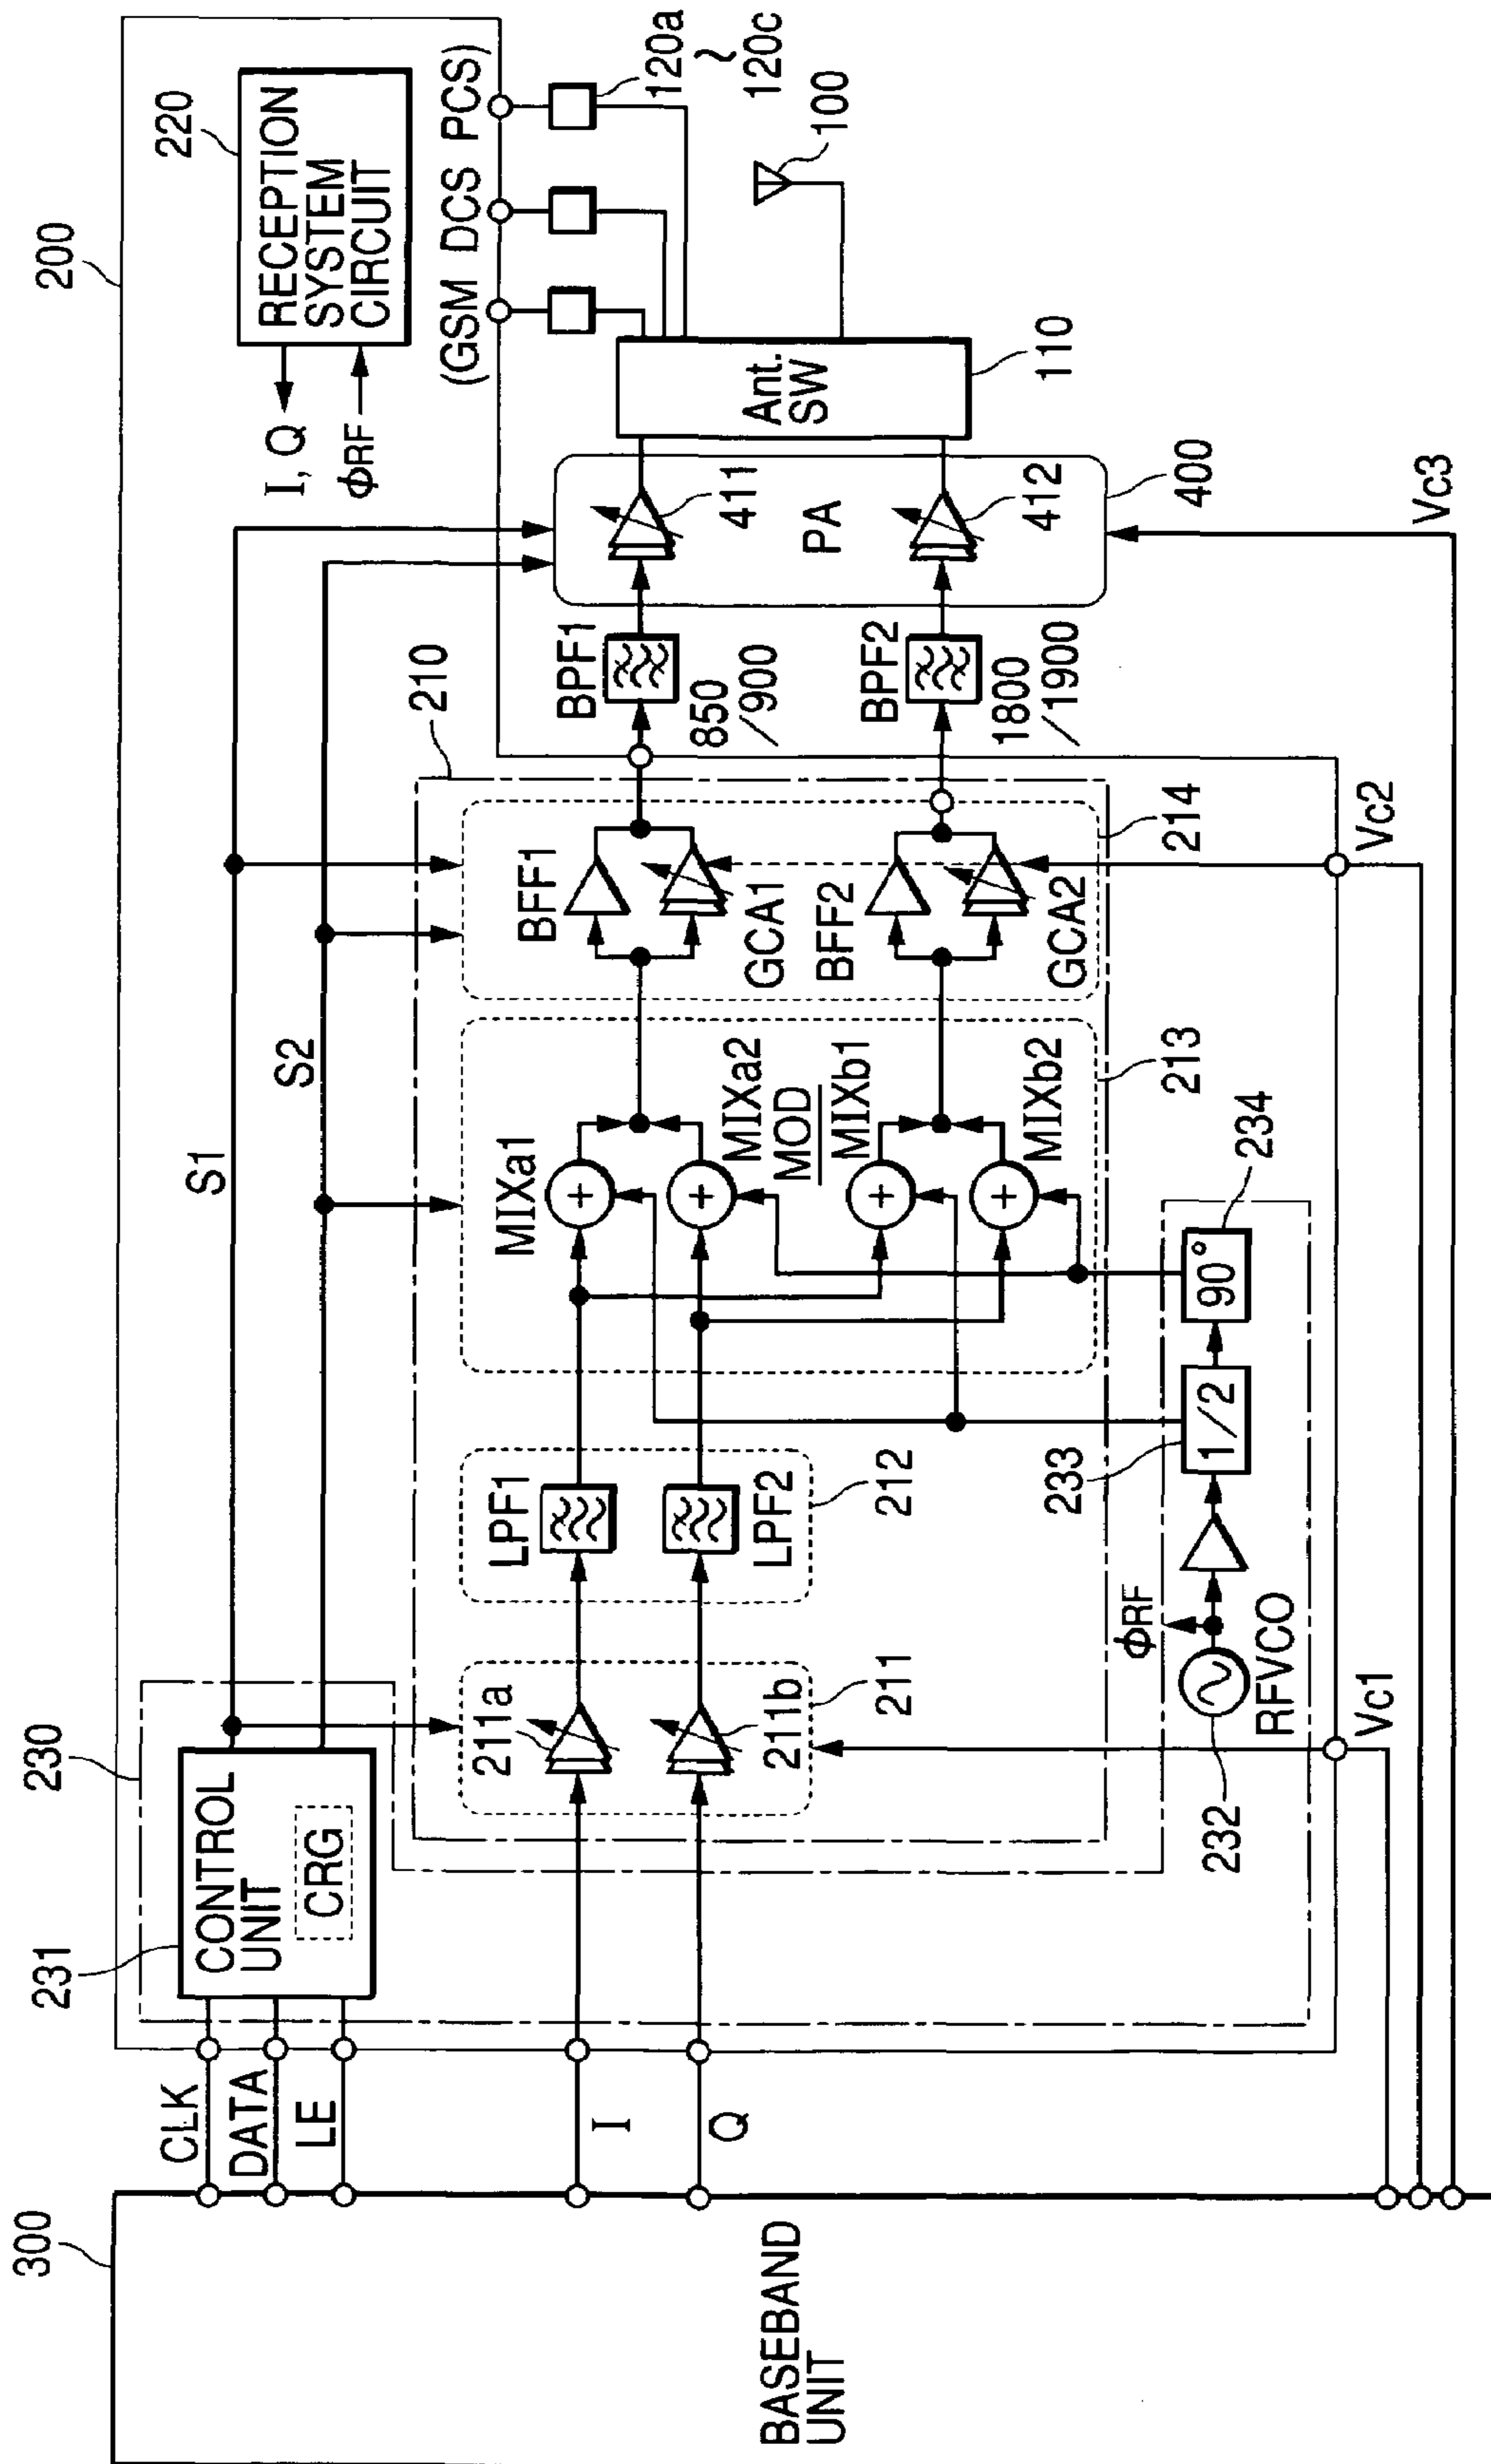 300
BASEBAND
UNIT
CLK
DATA
LE
I
Q
230
231
CONTROL
UNIT
CRG
S1
S2
200
220
RECEPTION
SYSTEM
CIRCUIT
I, Q
ΦRF
(GSM DCS PCS)
120a
~
120c
100
110
Ant.
SW
210
211a
211b
211
LPF1
LPF2
212
MIXa1
MIXa2
MOD
MIXb1
MIXb2
213
BFF1
GCA1
BFF2
GCA2
214
BPF1
850
/900
BPF2
1800
/1900
411
PA
412
400
232
RFVCO
ΦRF
233
1/2
90°
234
Vc1
Vc2
Vc3